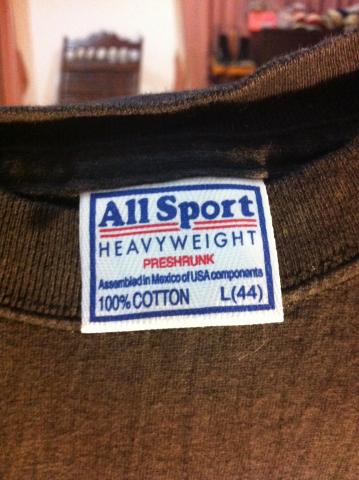 All Sport
HEAVYWEIGHT
PRESHRUNK
Assembled in Mexico of USA components
100% COTTON L(44)